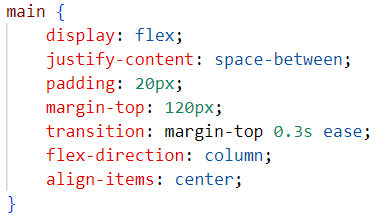 main {
    display: flex;
    justify-content: space-between;
    padding: 20px;
    margin-top: 120px;
    transition: margin-top 0.3s ease;
    flex-direction: column;
    align-items: center;
}